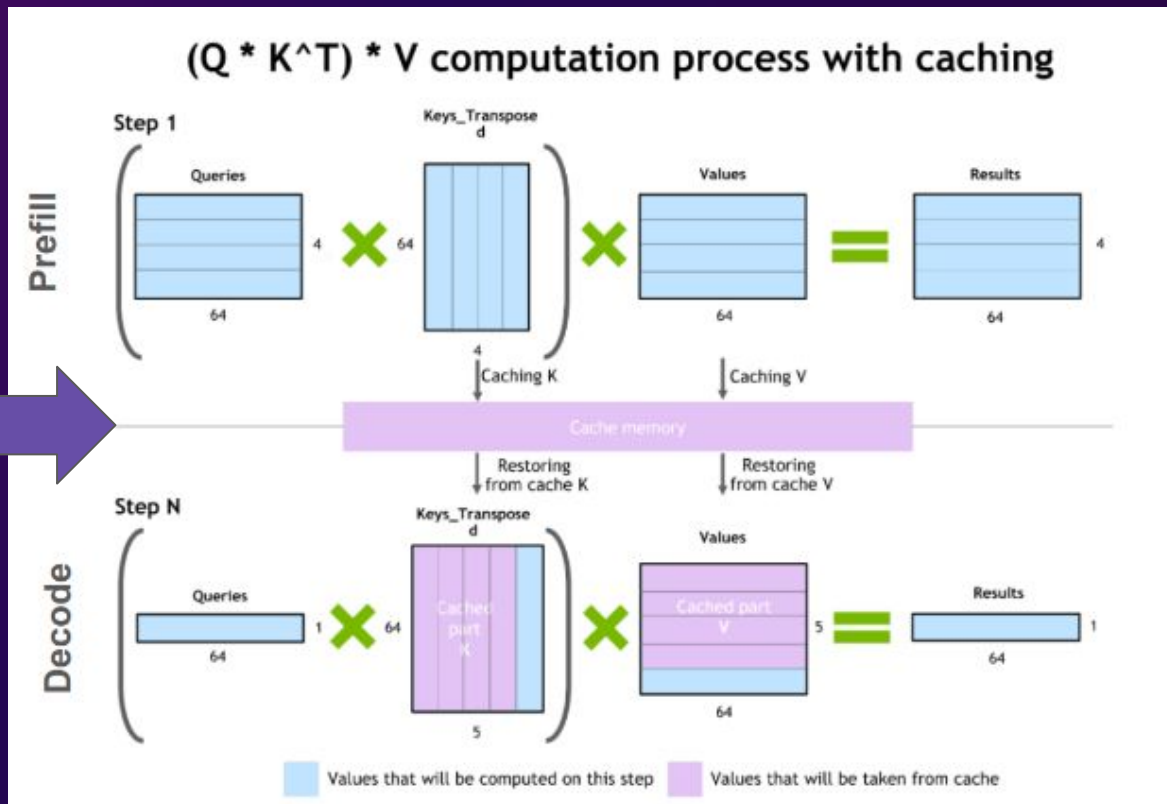 (Q * K^T) * V computation process with caching
Step 1
Prefill
Queries
4
64
Keys_Transpose
d
64
4
Values
64
Results
4
64
Caching K
Caching V
Cache memory
Restoring
from cache K
Restoring
from cache V
Step N
Decode
Queries
1
64
Keys_Transpose
d
64
Cached
part
K
5
Values
Cached part
V
5
64
Results
1
64
Values that will be computed on this step
Values that will be taken from cache